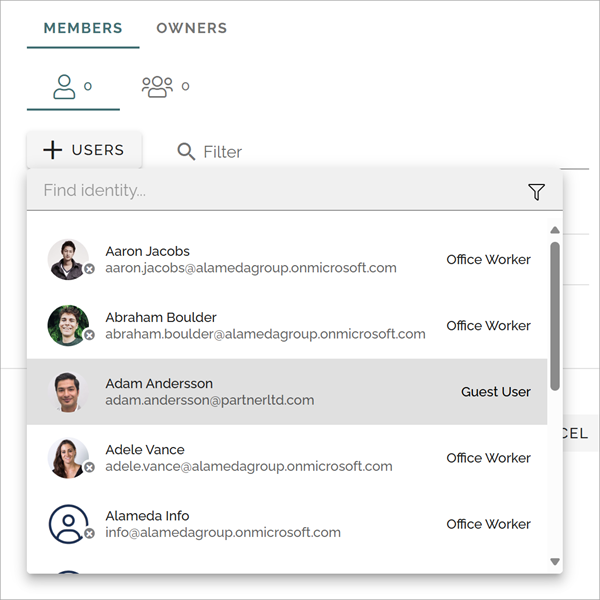 MEMBERS OWNERS
0 0
USERS Filter
Find identity...
Aaron Jacobs
aaron.jacobs@alamedagroup.onmicrosoft.com
Office Worker
Abraham Boulder
abraham.boulder@alamedagroup.onmicrosoft.com
Office Worker
Adam Andersson
adam.andersson@partnerltd.com
Guest User
Adele Vance
adele.vance@alamedagroup.onmicrosoft.com
Office Worker
CEL
Alameda Info
info@alamedagroup.onmicrosoft.com
Office Worker